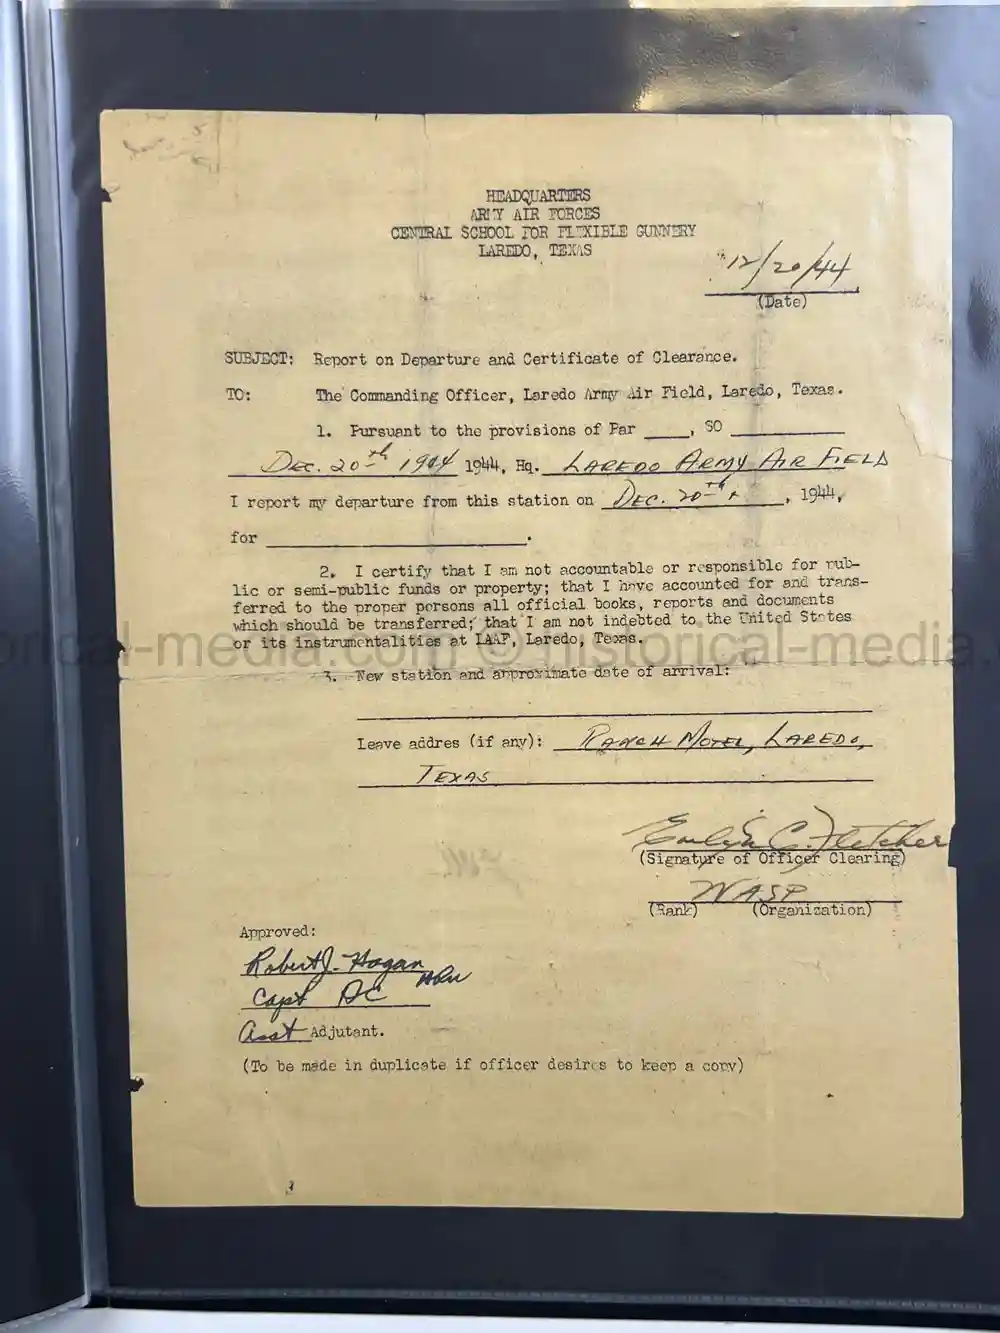 HEADQUARTERS
ARMY AIR FORCES
CENTRAL SCHOOL FOR FLEXIBLE GUNNERY
LAREDO, TEXAS
12/20/44
(Date)
SUBJECT: Report on Departure and Certificate of Clearance.
TO: The Commanding Officer, Laredo Army Air Field, Laredo, Texas.
1. Pursuant to the provisions of Par ____, SO ________
DEC. 20th 1944 1944, Hq. LAREDO ARMY AIR FIELD
I report my departure from this station on DEC. 20th, 1944,
for ____________.
2. I certify that I am not accountable or responsible for pub-
lic or semi-public funds or property; that I have accounted for and trans-
ferred to the proper persons all official books, reports and documents
which should be transferred; that I am not indebted to the United States
or its instrumentalities at LAAF, Laredo, Texas.
historical-media.com © historical-media.
3. New station and approximate date of arrival:
Leave addres (if any): RANCH MOTEL, LAREDO,
TEXAS
Evelyn C. Fletcher
(Signature of Officer Clearing)
WASP
(Rank) (Organization)
Approved:
Robert J. Hogan
Capt AC
Asst Adjutant.
(To be made in duplicate if officer desires to keep a copy)